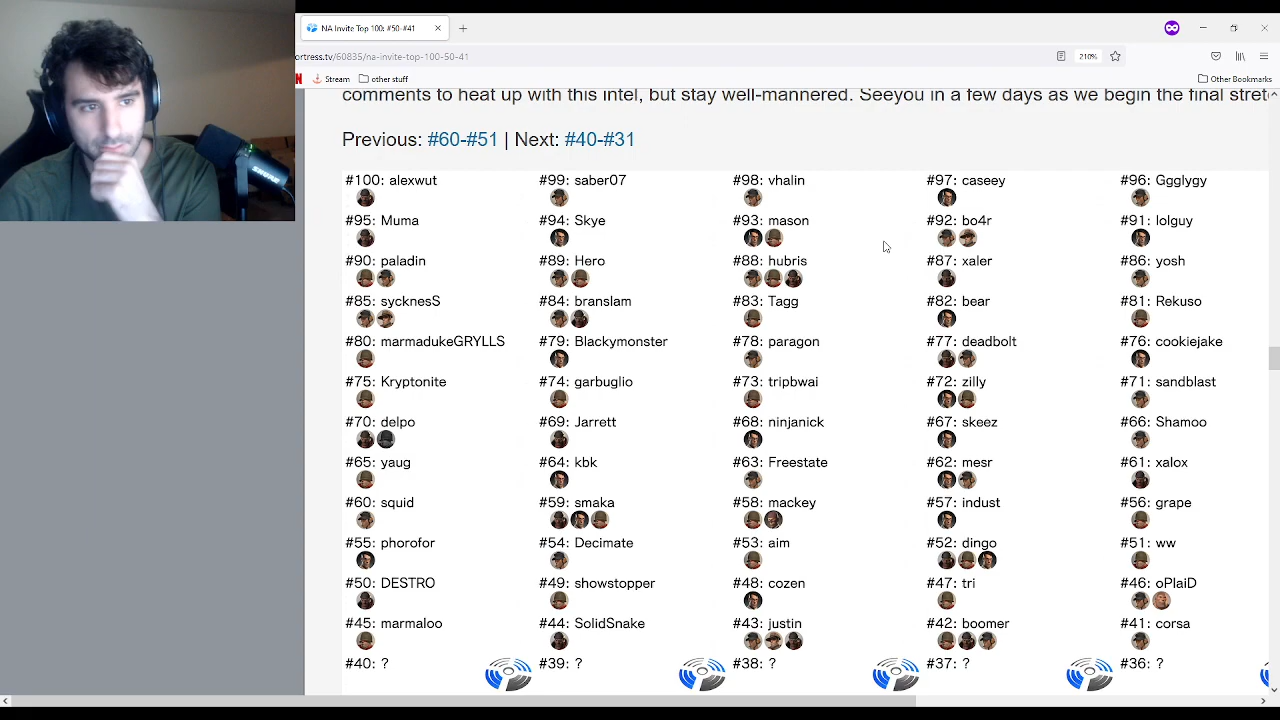 NA Invite Top 100: #50-#41
ortress.tv/60835/na-invite-top-100-50-41
210%
Stream other stuff Other Bookmarks
comments to heat up with this intel, but stay well-mannered. Seeyou in a few days as we begin the final stret
Previous: #60-#51 | Next: #40-#31
#100: alexwut #99: saber07 #98: vhalin #97: caseey #96: Ggglygy
#95: Muma #94: Skye #93: mason #92: bo4r #91: lolguy
#90: paladin #89: Hero #88: hubris #87: xaler #86: yosh
#85: sycknesS #84: branslam #83: Tagg #82: bear #81: Rekuso
#80: marmadukeGRYLLS #79: Blackymonster #78: paragon #77: deadbolt #76: cookiejake
#75: Kryptonite #74: garbuglio #73: tripbwai #72: zilly #71: sandblast
#70: delpo #69: Jarrett #68: ninjanick #67: skeez #66: Shamoo
#65: yaug #64: kbk #63: Freestate #62: mesr #61: xalox
#60: squid #59: smaka #58: mackey #57: indust #56: grape
#55: phorofor #54: Decimate #53: aim #52: dingo #51: ww
#50: DESTRO #49: showstopper #48: cozen #47: tri #46: oPlaiD
#45: marmaloo #44: SolidSnake #43: justin #42: boomer #41: corsa
#40: ? #39: ? #38: ? #37: ? #36: ?